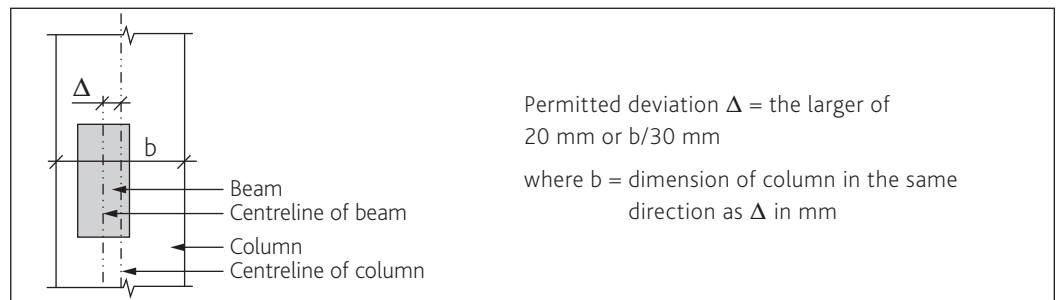 Δ
b
Beam
Centreline of beam
Column
Centreline of column
Permitted deviation Δ = the larger of
20 mm or b/30 mm
where b = dimension of column in the same
direction as Δ in mm